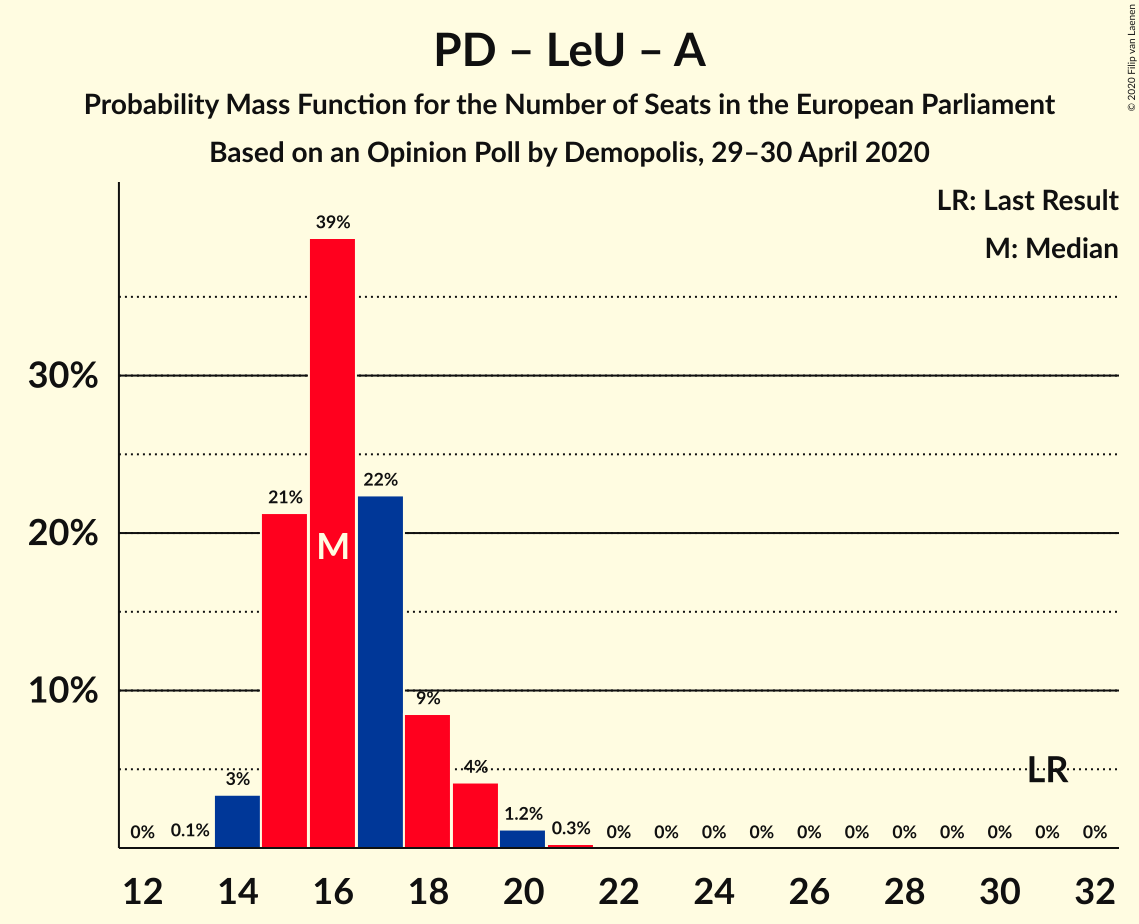 PD – LeU – A
Probability Mass Function for the Number of Seats in the European Parliament
Based on an Opinion Poll by Demopolis, 29–30 April 2020
© 2020 Filip van Laenen
LR: Last Result
M: Median
39%
30%
22%
21%
20%
M
10%
9%
4%
LR
3%
1.2%
0% 0.1% 0.3% 0% 0% 0% 0% 0% 0% 0% 0% 0% 0% 0%
12 14 16 18 20 22 24 26 28 30 32